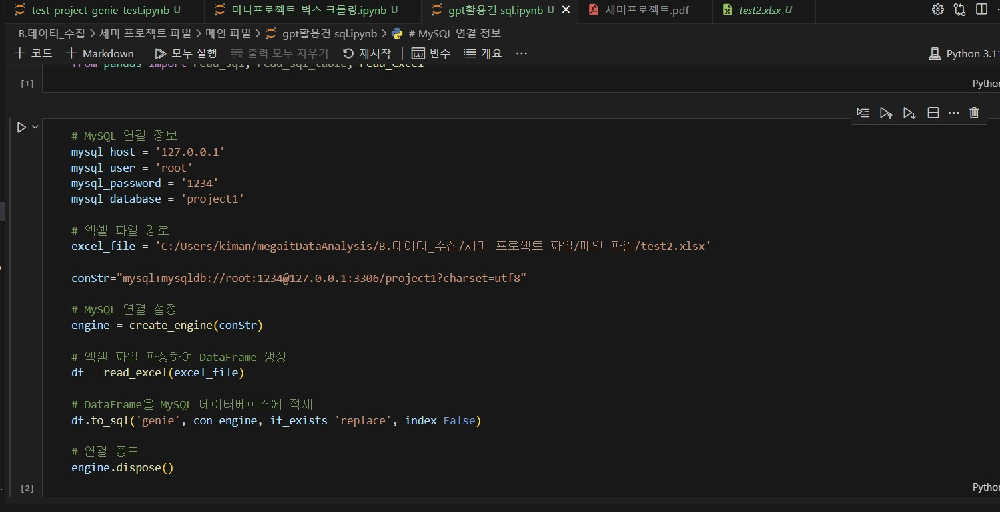 test_project_genie_test.ipynb U
미니프로젝트_벅스 크롤링.ipynb U
gpt활용건 sql.ipynb U
세미프로젝트.pdf
test2.xlsx U
B.데이터_수집 > 세미 프로젝트 파일 > 메인 파일 > gpt활용건 sql.ipynb > # MySQL 연결 정보
+ 코드 + Markdown | 모두 실행 출력 모두 지우기 재시작 | 변수 개요 ···
Python 3.11
from pandas import read_sql, read_sql_table, read_excel
[1]
Python
# MySQL 연결 정보
mysql_host = '127.0.0.1'
mysql_user = 'root'
mysql_password = '1234'
mysql_database = 'project1'
# 엑셀 파일 경로
excel_file = 'C:/Users/kiman/megaitDataAnalysis/B.데이터_수집/세미 프로젝트 파일/메인 파일/test2.xlsx'
conStr="mysql+mysqldb://root:1234@127.0.0.1:3306/project1?charset=utf8"
# MySQL 연결 설정
engine = create_engine(conStr)
# 엑셀 파일 파싱하여 DataFrame 생성
df = read_excel(excel_file)
# DataFrame을 MySQL 데이터베이스에 적재
df.to_sql('genie', con=engine, if_exists='replace', index=False)
# 연결 종료
engine.dispose()
[2]
Python